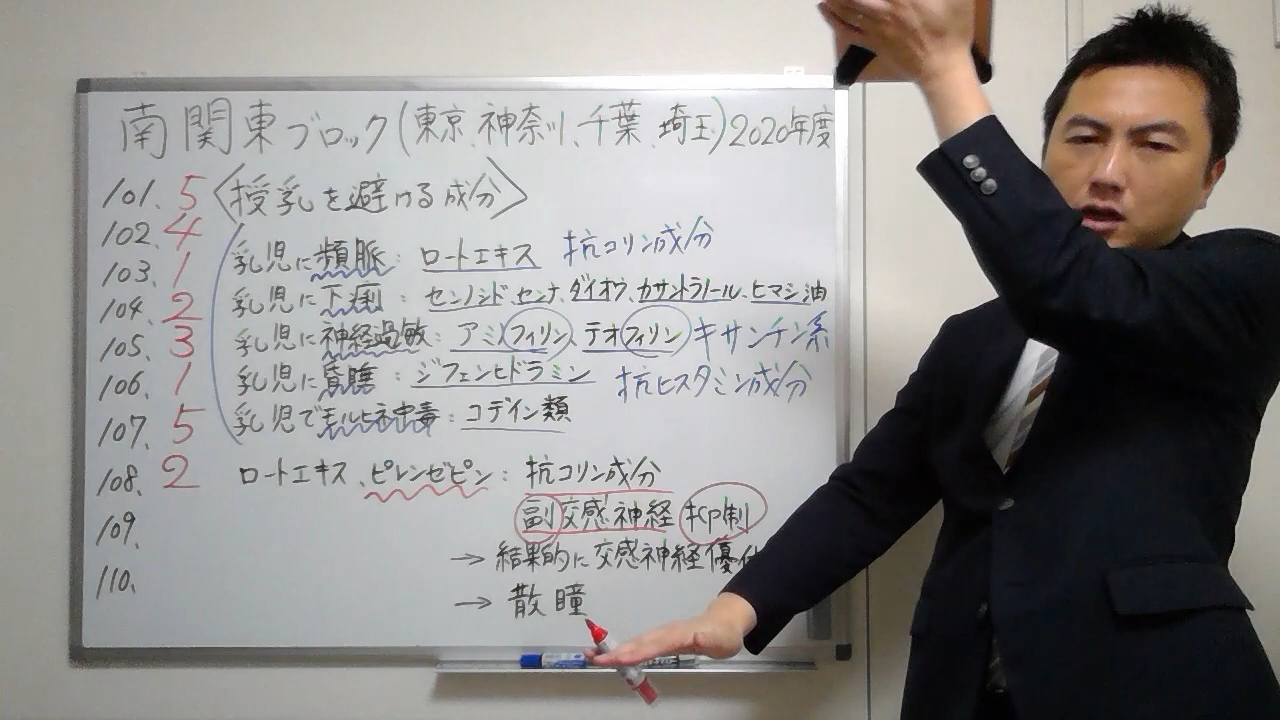 南関東ブロック(東京、神奈川、千葉、埼玉)2020年度
101. 5 〈授乳を避ける成分〉
102. 4
乳児に頻脈: ロートエキス 抗コリン成分
103. 1
乳児に下痢: センノシド、センナ、ダイオウ、カサントラノール、ヒマシ油
104. 2
乳児に神経過敏: アミノフィリン、テオフィリン キサンチン系
105. 3
乳児に昏睡: ジフェンヒドラミン 抗ヒスタミン成分
106. 1
乳児でモルヒネ中毒: コデイン類
107. 5
108. 2 ロートエキス、ピレンゼピン: 抗コリン成分
副交感神経抑制
109.
→ 結果的に交感神経優位
110.
→ 散瞳